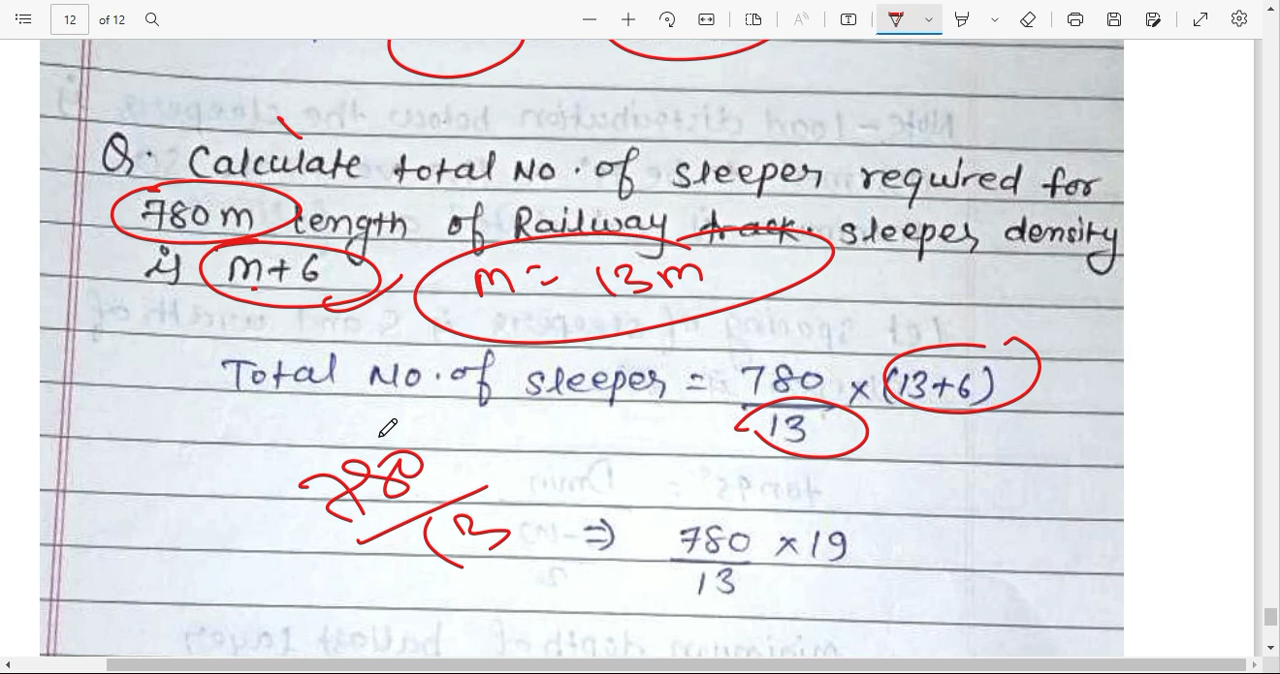 12 of 12
Q. Calculate total No. of sleeper required for
780m length of Railway track. sleeper density
is m+6 m = 13m
Total No. of sleeper = 780/13 × (13+6)
780/13
⇒ 780/13 × 19